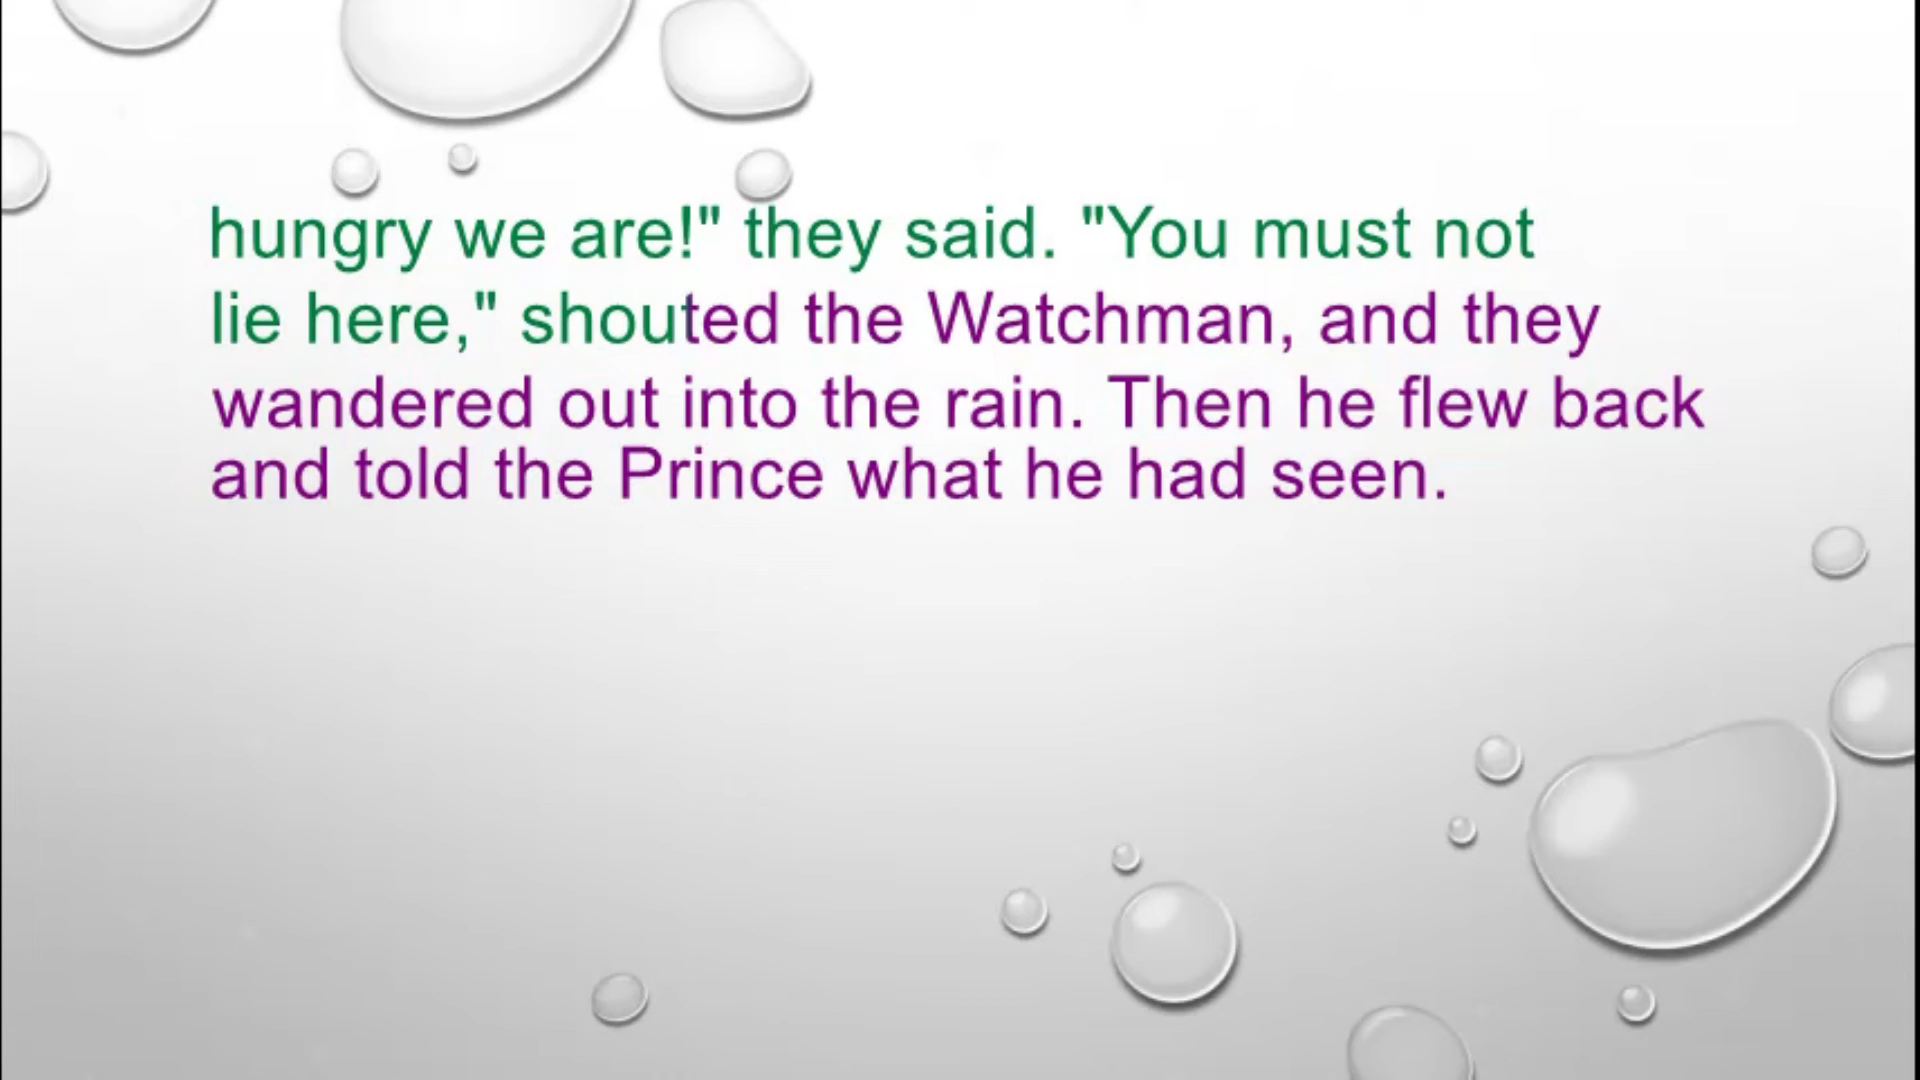 hungry we are!" they said. "You must not
lie here," shouted the Watchman, and they
wandered out into the rain. Then he flew back
and told the Prince what he had seen.